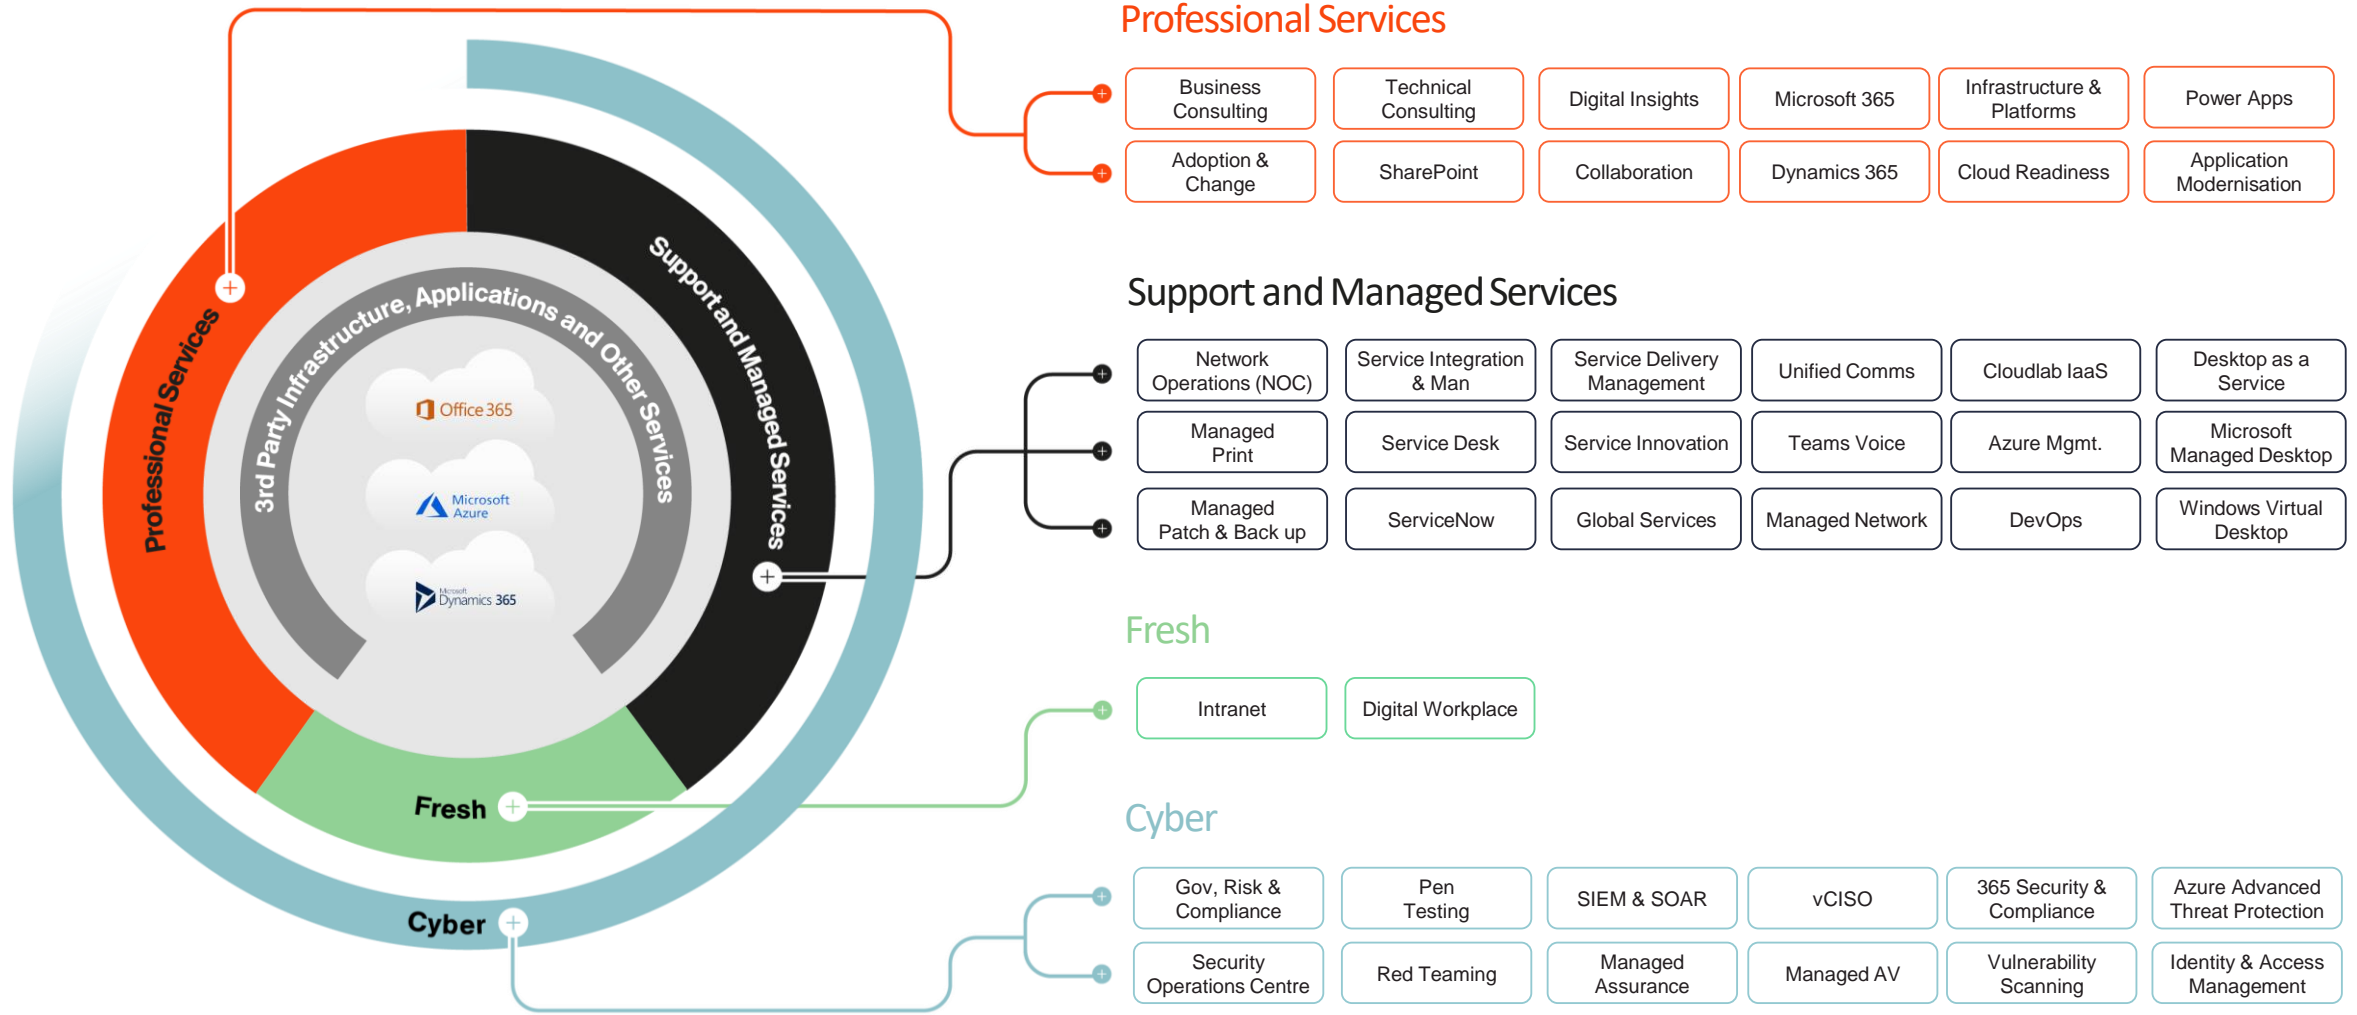 Professional Services
Business
Consulting
Technical
Consulting
Digital Insights
Microsoft 365
Infrastructure &
Platforms
Power Apps
Adoption &
Change
SharePoint
Collaboration
Dynamics 365
Cloud Readiness
Application
Modernisation
Support and Managed Services
Network
Operations (NOC)
Service Integration
& Man
Service Delivery
Management
Unified Comms
Cloudlab IaaS
Desktop as a
Service
Managed
Print
Service Desk
Service Innovation
Teams Voice
Azure Mgmt.
Microsoft
Managed Desktop
Managed
Patch & Back up
ServiceNow
Global Services
Managed Network
DevOps
Windows Virtual
Desktop
Fresh
Intranet
Digital Workplace
Cyber
Gov, Risk &
Compliance
Pen
Testing
SIEM & SOAR
vCISO
365 Security &
Compliance
Azure Advanced
Threat Protection
Security
Operations Centre
Red Teaming
Managed
Assurance
Managed AV
Vulnerability
Scanning
Identity & Access
Management
Professional Services
Support and Managed Services
3rd Party Infrastructure, Applications and Other Services
Office 365
Microsoft
Azure
Microsoft
Dynamics 365
Fresh
Cyber